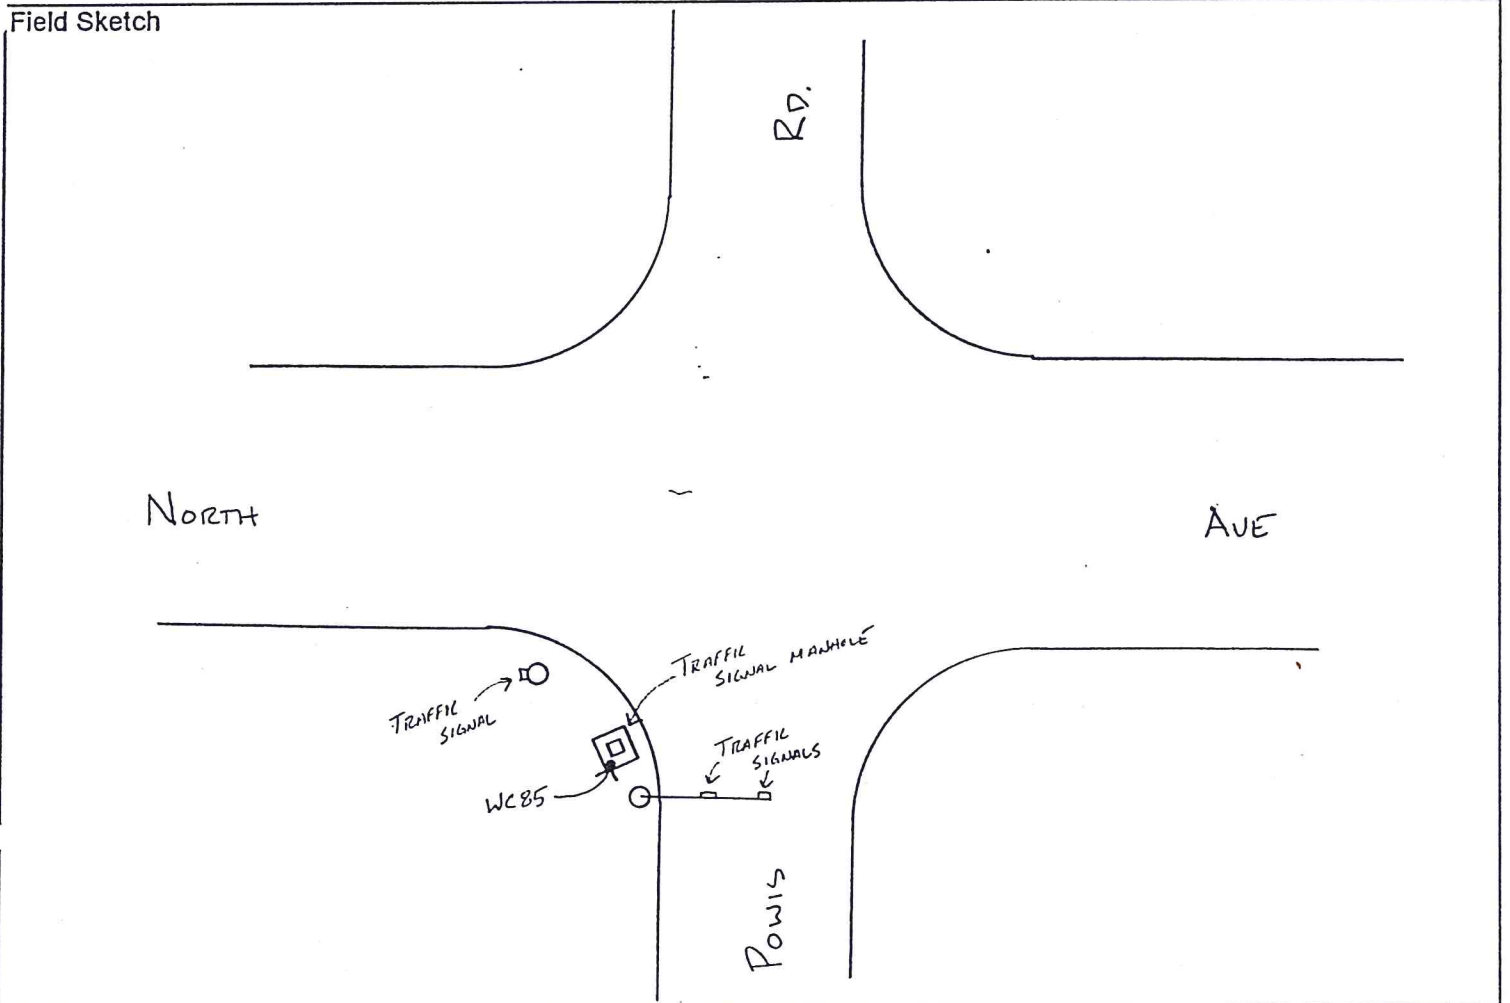 Field Sketch
RD.
NORTH
AVE
TRAFFIC
SIGNAL MANHOLE
TRAFFIC
SIGNAL
TRAFFIC
SIGNALS
WC85
POWIS